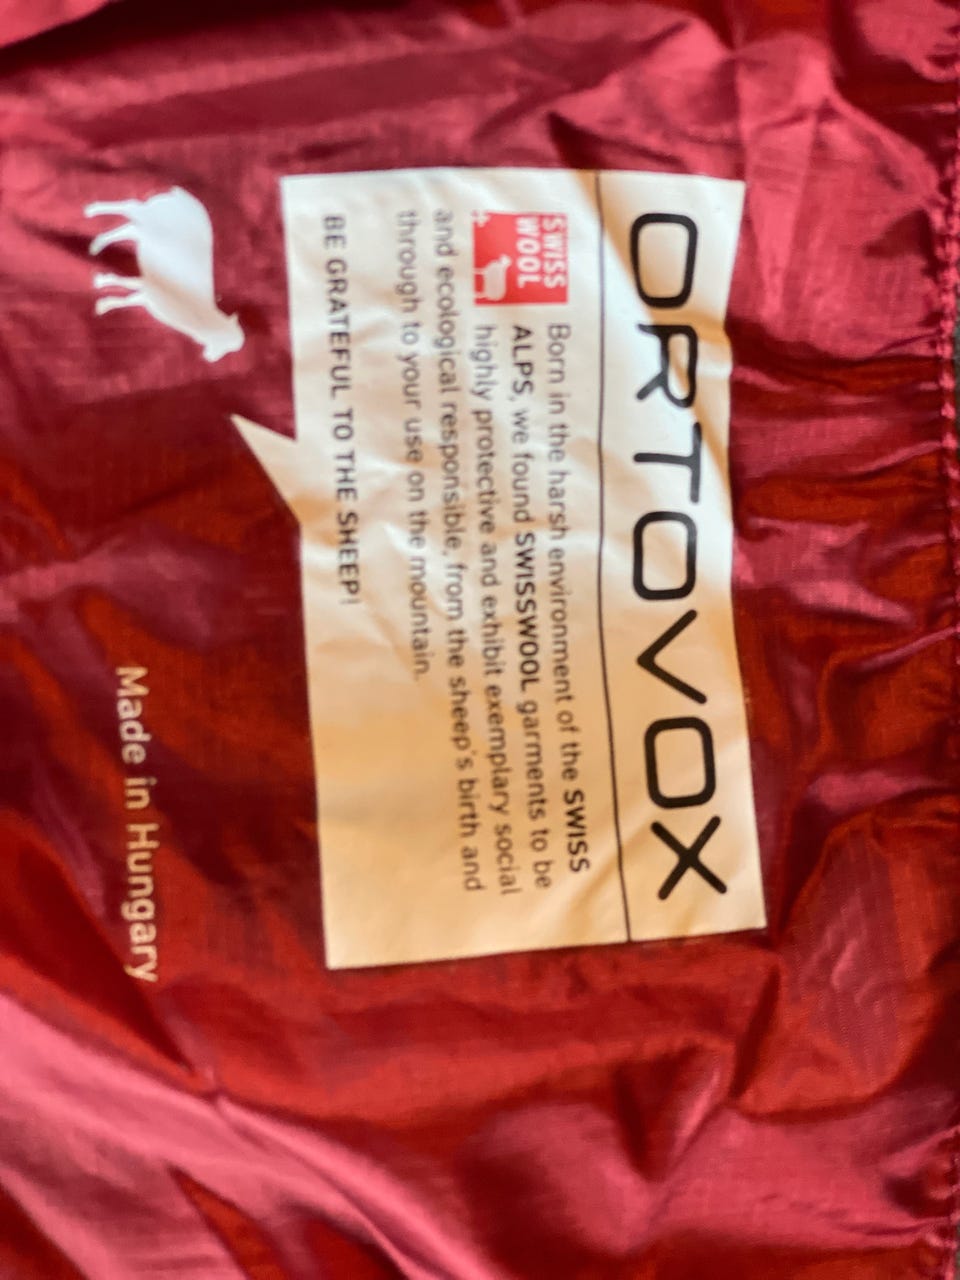 ORTOVOX
SWISS
WOOL
Born in the harsh environment of the SWISS
ALPS, we found SWISSWOOL garments to be
highly protective and exhibit exemplary social
and ecological responsible, from the sheep's birth and
through to your use on the mountain.
BE GRATEFUL TO THE SHEEP!
Made in Hungary